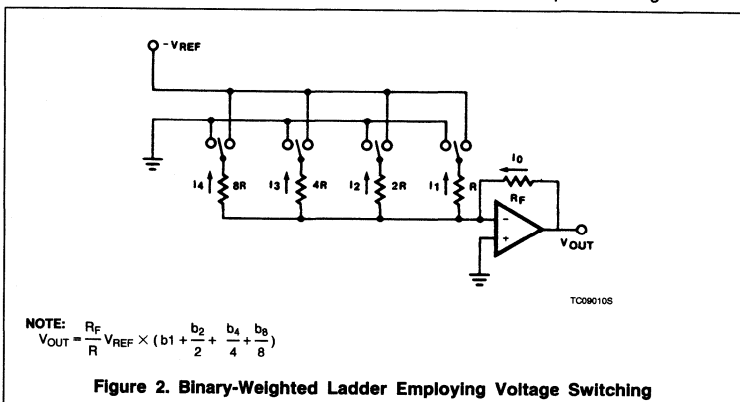 -VREF
I4
8R
I3
4R
I2
2R
I1
R
IO
RF
-
+
VOUT
TC09010S
NOTE:
VOUT = RF/R VREF × (b1 + b2/2 + b4/4 + b8/8)
Figure 2. Binary-Weighted Ladder Employing Voltage Switching